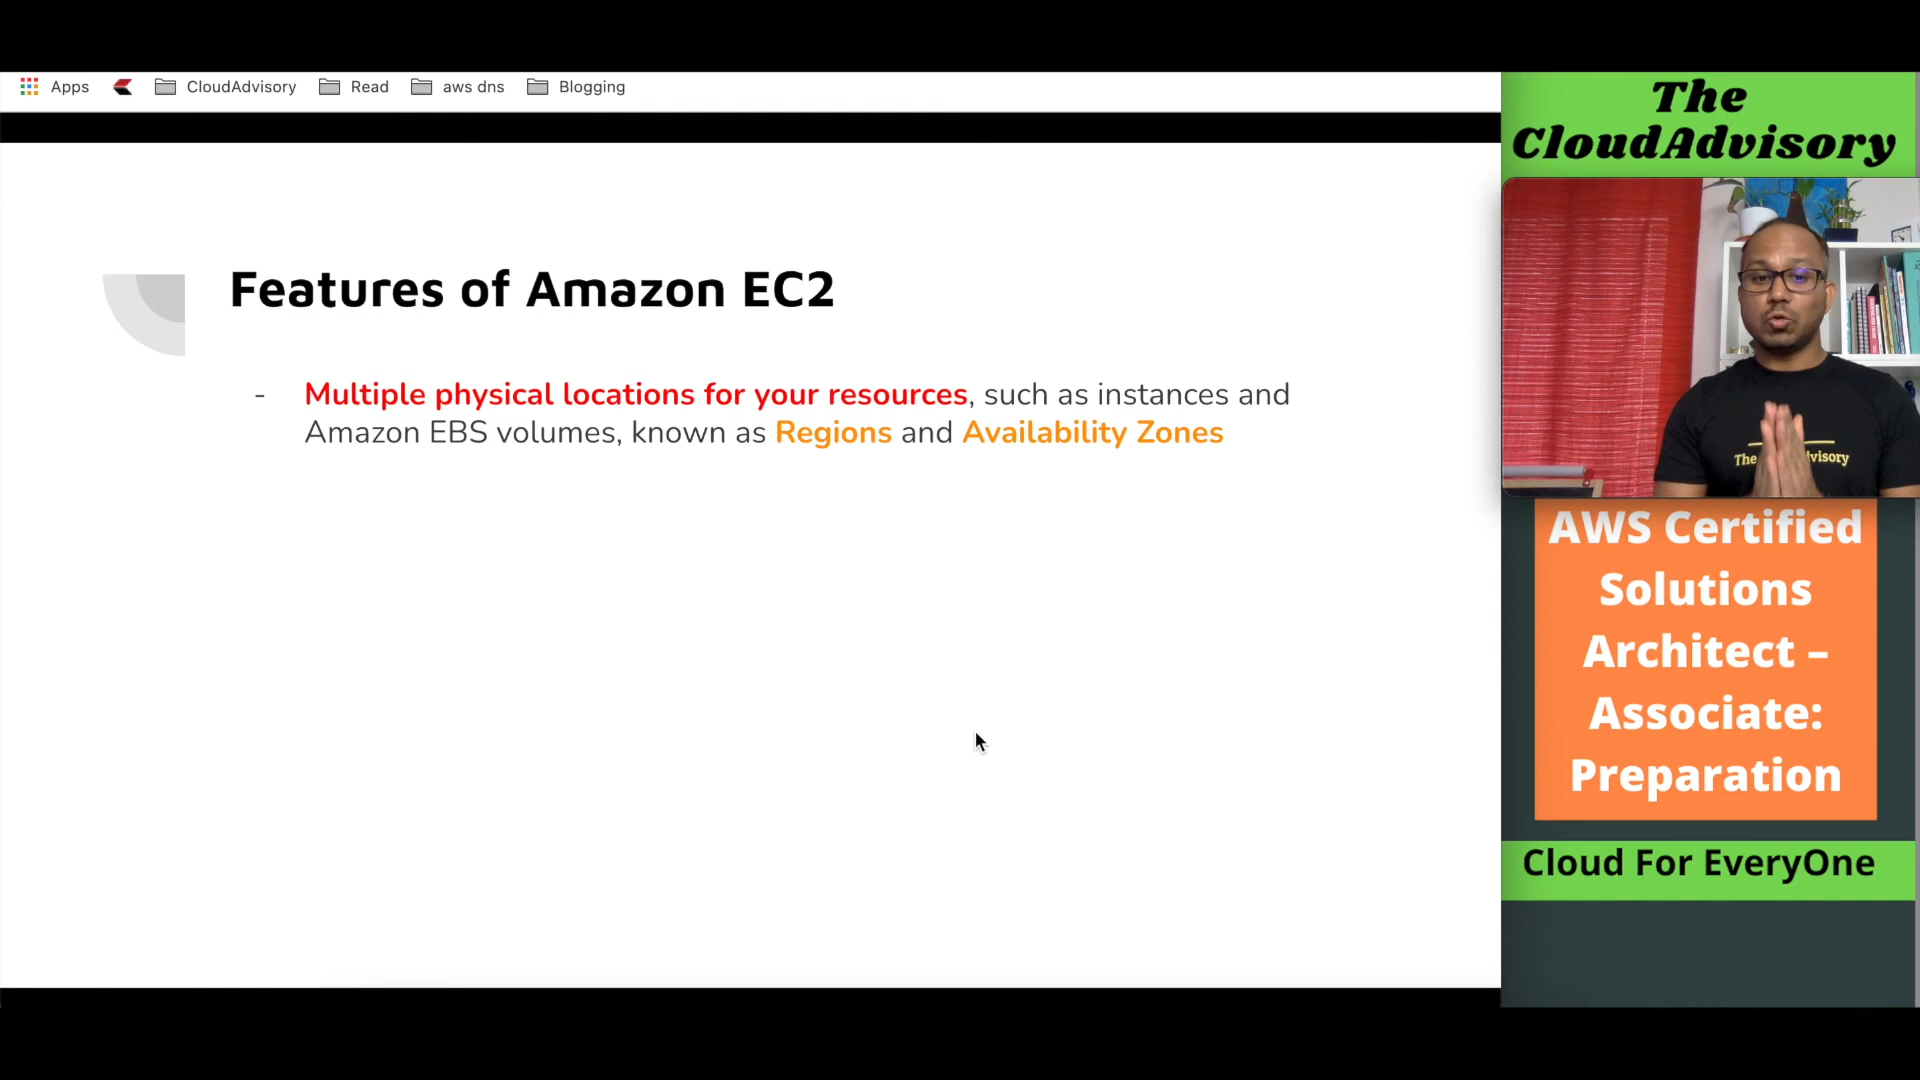 Apps CloudAdvisory Read aws dns Blogging
Features of Amazon EC2
- Multiple physical locations for your resources, such as instances and
Amazon EBS volumes, known as Regions and Availability Zones
The
CloudAdvisory
The visory
AWS Certified
Solutions
Architect –
Associate:
Preparation
Cloud For EveryOne